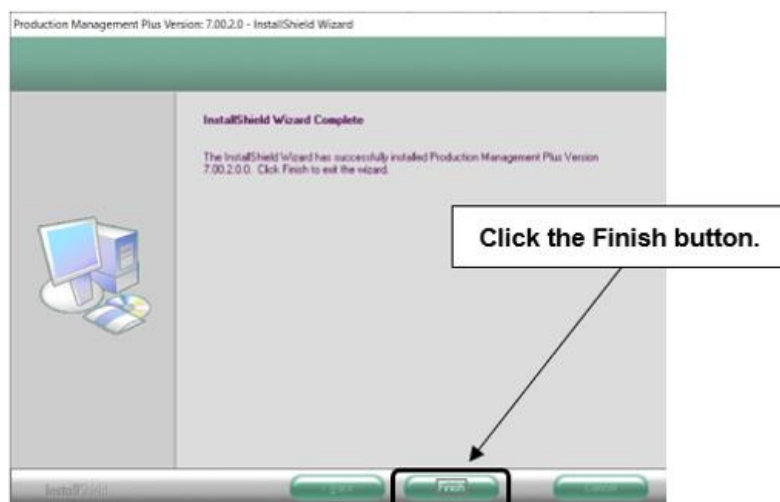 Production Management Plus Version: 7.00.2.0 - InstallShield Wizard
InstallShield Wizard Complete
The InstallShield Wizard has successfully installed Production Management Plus Version
7.00.2.0.0. Click Finish to exit the wizard.
Click the Finish button.
InstallShield
< Back
Finish
Cancel